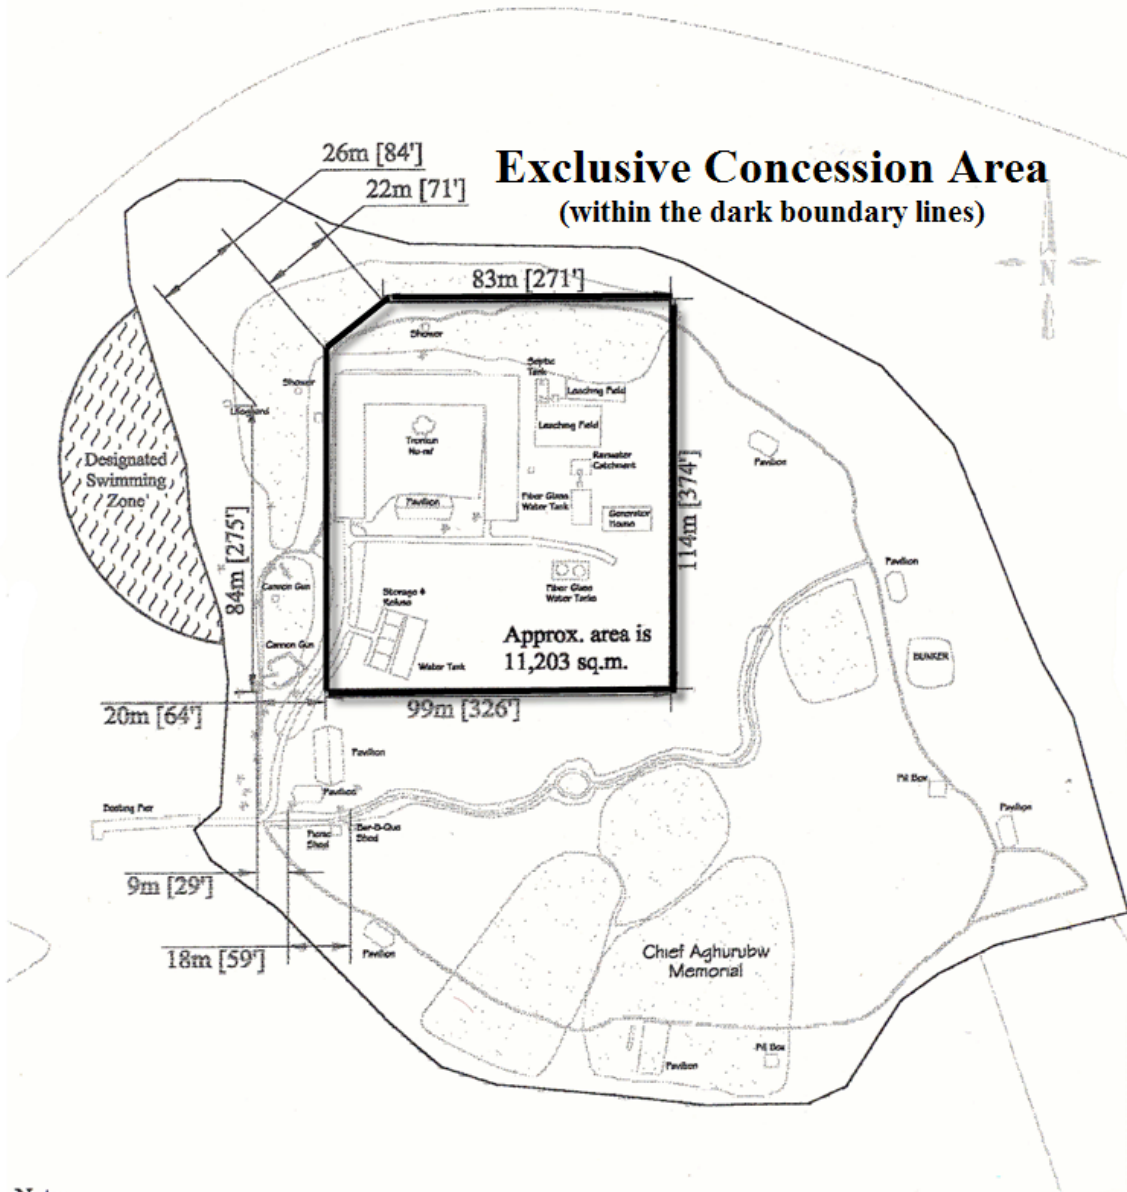 26m [84']
Exclusive Concession Area
22m [71']
(within the dark boundary lines)
N
83m [271']
Shower
Septic
Tank
Shower
Leaching Field
Leaching Field
Designated
Swimming
Zone
Rainwater
Catchment
Pavilion
Pavilion
Fiber Glass
Water Tank
Generator
House
114m [374']
84m [275']
Pavilion
Cannon Gun
Storage &
Fiber Glass
Water Tanks
Cannon Gun
Approx. area is
11,203 sq.m.
BUNKER
Water Tank
20m [64']
99m [326']
Pavilion
Pill Box
Pavilion
Pavilion
Docking Pier
Picnic
Shed
Bar-B-Que
Shed
9m [29']
18m [59']
Pavilion
Chief Aghurubw
Memorial
Pill Box
Pavilion